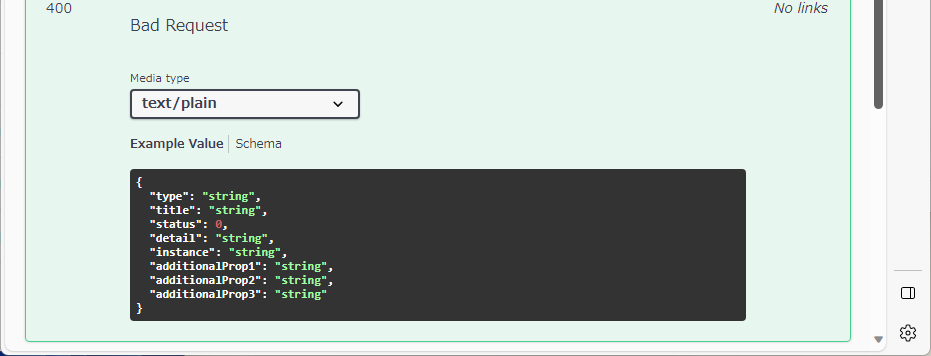 400
No links
Bad Request
Media type
text/plain
Example Value
Schema
{
  "type": "string",
  "title": "string",
  "status": 0,
  "detail": "string",
  "instance": "string",
  "additionalProp1": "string",
  "additionalProp2": "string",
  "additionalProp3": "string"
}